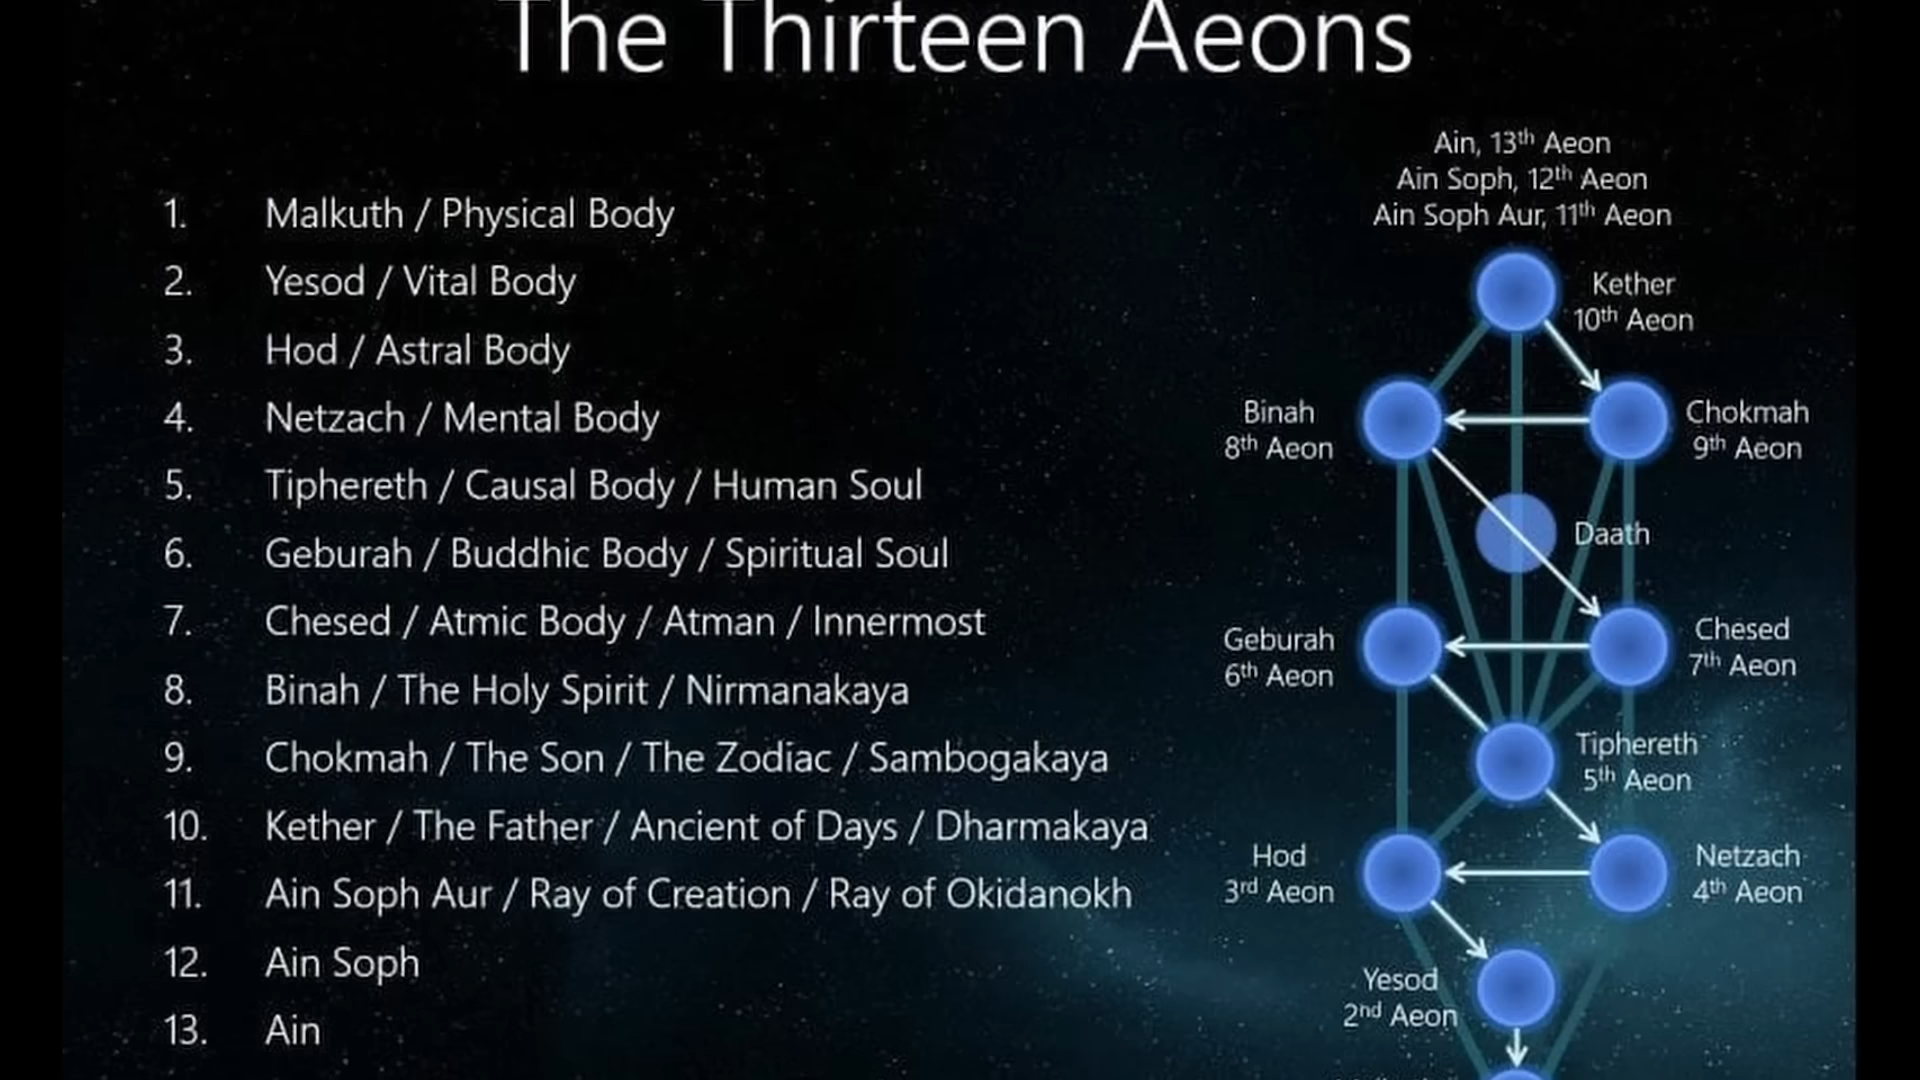 The Thirteen Aeons
1. Malkuth / Physical Body
2. Yesod / Vital Body
3. Hod / Astral Body
4. Netzach / Mental Body
5. Tiphereth / Causal Body / Human Soul
6. Geburah / Buddhic Body / Spiritual Soul
7. Chesed / Atmic Body / Atman / Innermost
8. Binah / The Holy Spirit / Nirmanakaya
9. Chokmah / The Son / The Zodiac / Sambogakaya
10. Kether / The Father / Ancient of Days / Dharmakaya
11. Ain Soph Aur / Ray of Creation / Ray of Okidanokh
12. Ain Soph
13. Ain
Ain, 13th Aeon
Ain Soph, 12th Aeon
Ain Soph Aur, 11th Aeon
Kether
10th Aeon
Binah
8th Aeon
Chokmah
9th Aeon
Daath
Geburah
6th Aeon
Chesed
7th Aeon
Tiphereth
5th Aeon
Hod
3rd Aeon
Netzach
4th Aeon
Yesod
2nd Aeon